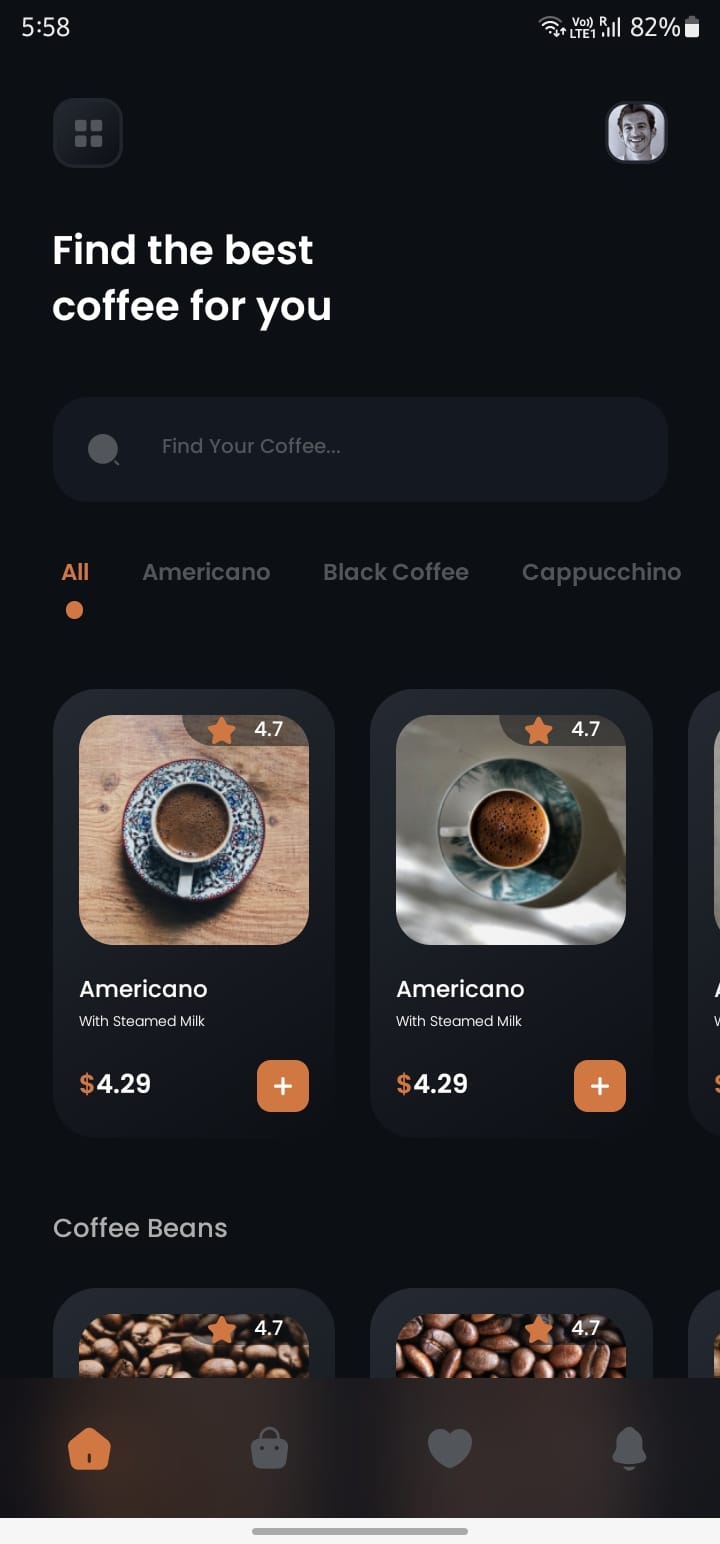 5:58
Vo)) R
LTE1 82%
Find the best
coffee for you
Find Your Coffee...
All Americano Black Coffee Cappuccino
4.7 4.7
Americano Americano
With Steamed Milk With Steamed Milk
$4.29 $4.29
Coffee Beans
4.7 4.7